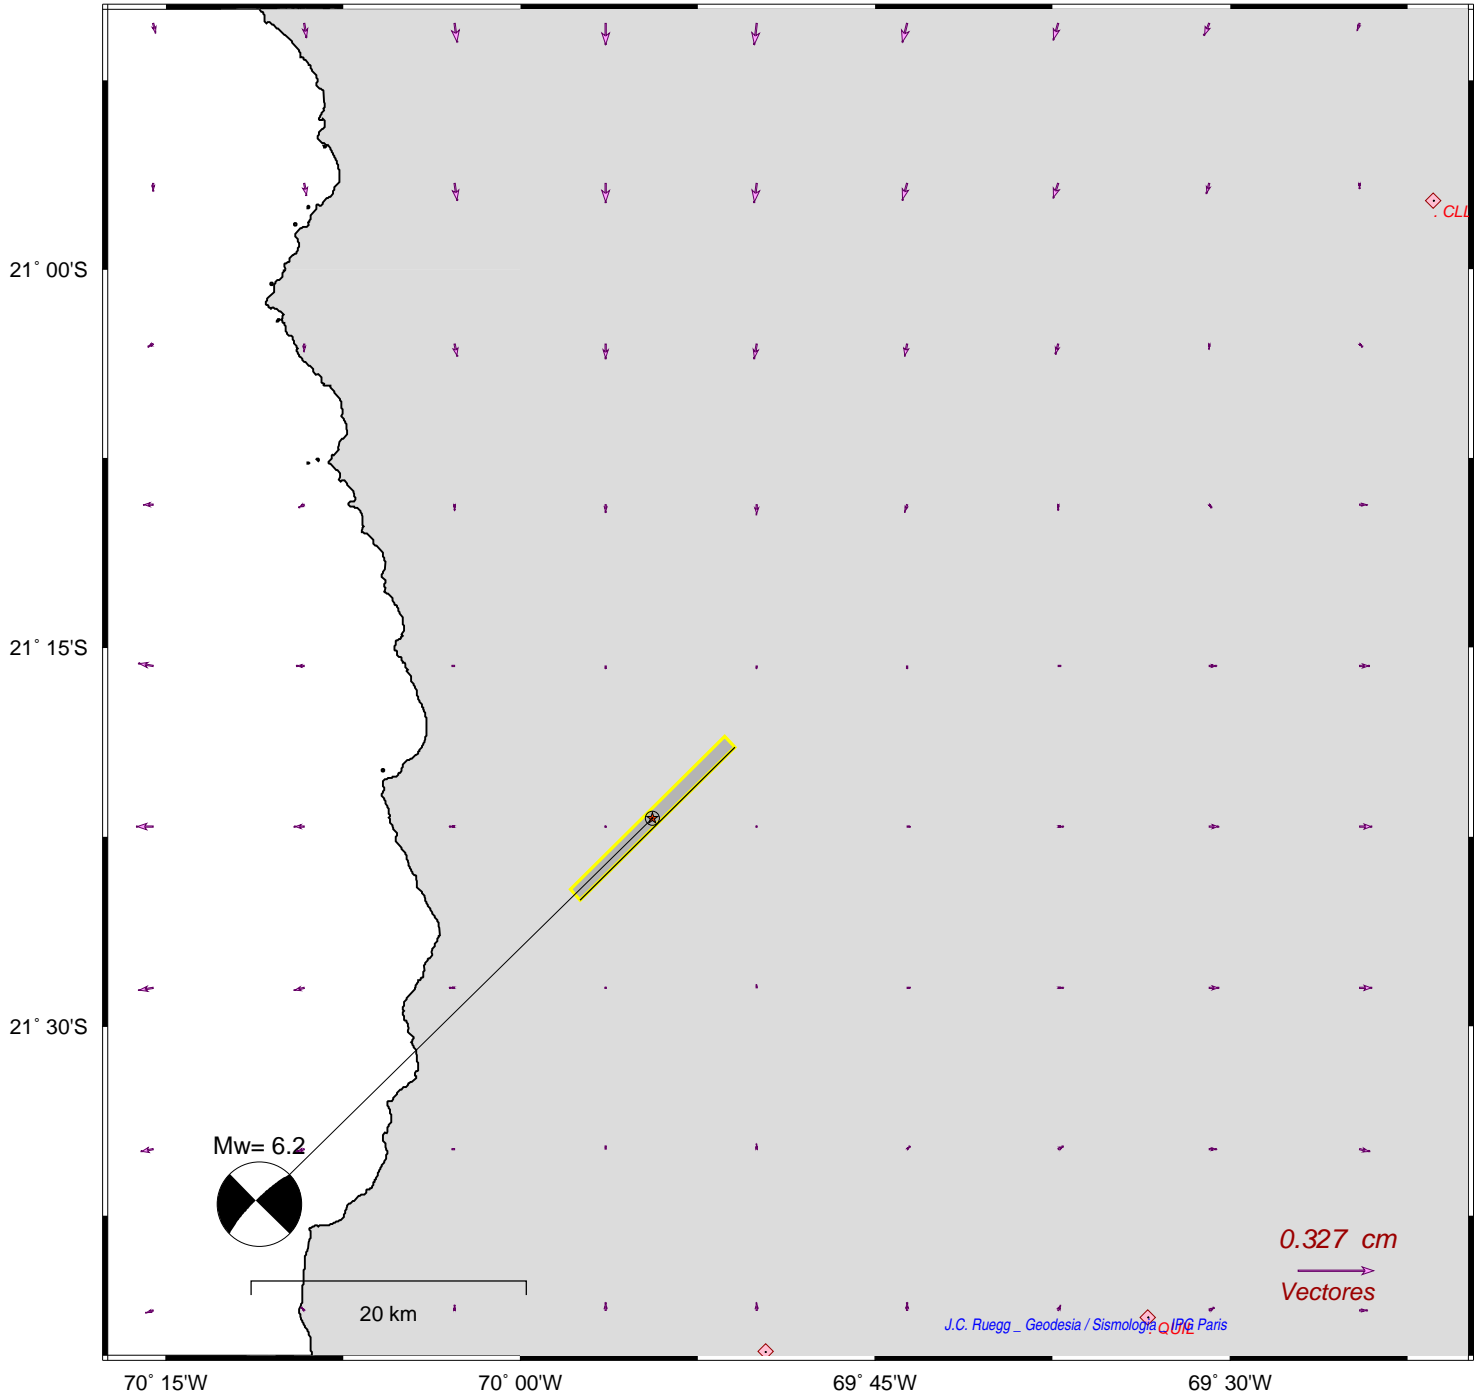 . CLL
21° 00'S
21° 15'S
21° 30'S
Mw= 6.2
0.327 cm
Vectores
20 km
J.C. Ruegg _ Geodesia / Sismologia _ IPG Paris
. QUIL
70° 15'W
70° 00'W
69° 45'W
69° 30'W